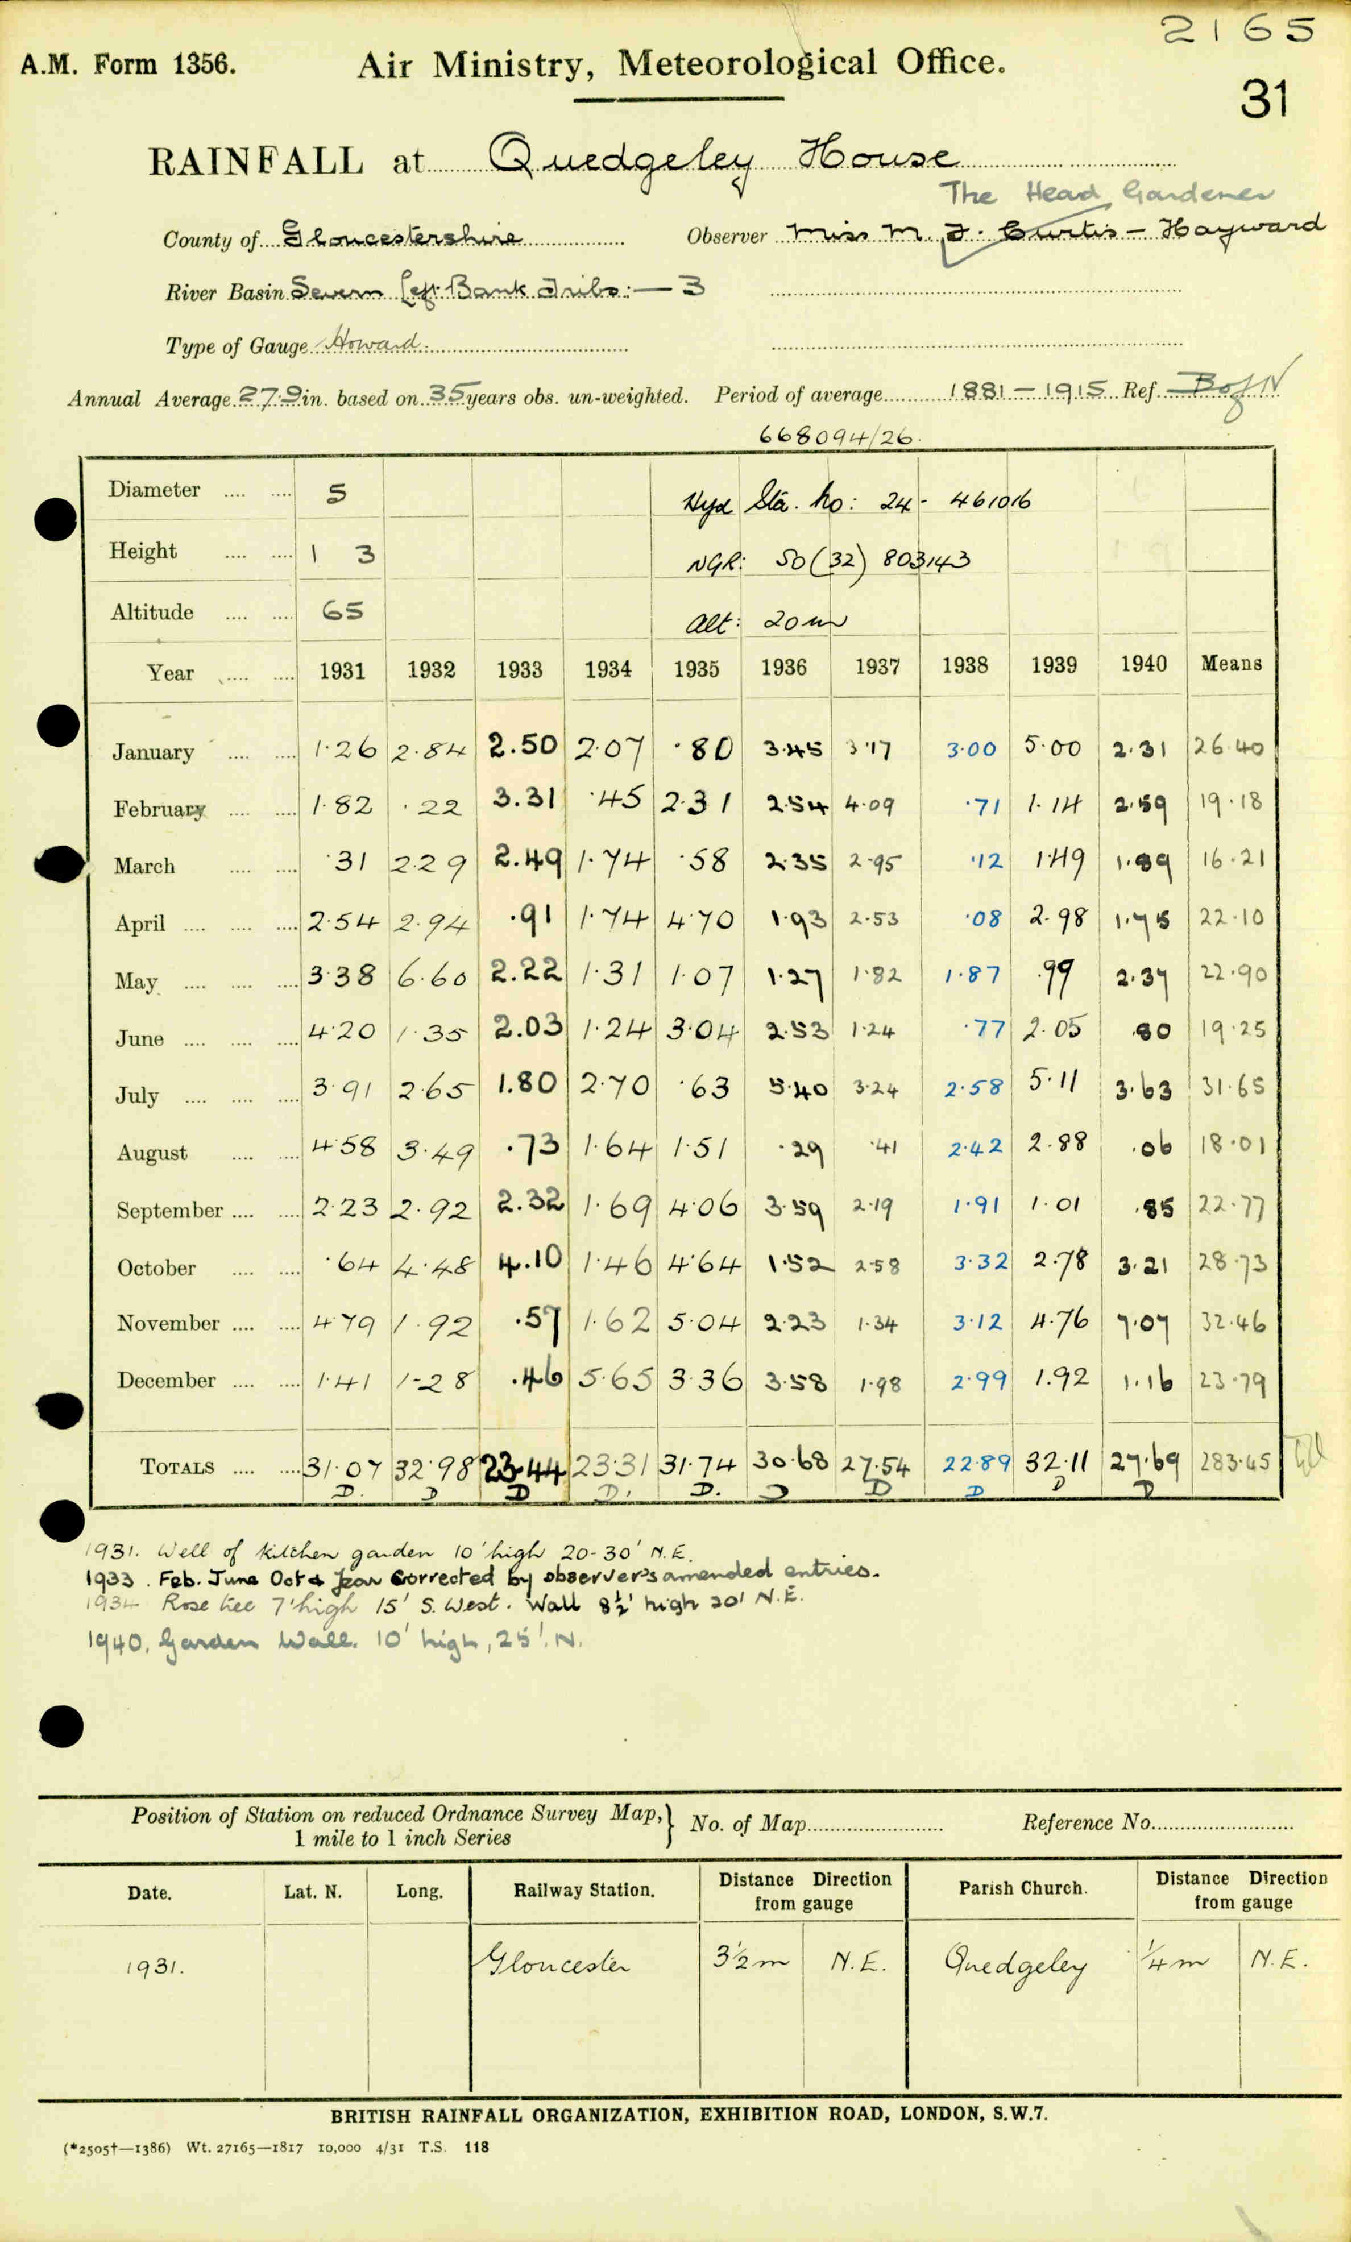 2165
A.M. Form 1356. Air Ministry, Meteorological Office.
31
RAINFALL at Quedgeley House
The Head Gardener
County of Gloucestershire Observer Miss M. F. Curtis - Hayward
River Basin Severn Left Bank Tribs: - 3
Type of Gauge Howard.
Annual Average 27.9 in. based on 35 years obs. un-weighted. Period of average 1881 - 1915 Ref. B of N
668094/26.
Diameter 5 Hyd Sta. No: 24 - 461016
Height 1 3 NGR: SO (32) 803143
Altitude 65 Alt: 20m
Year 1931 1932 1933 1934 1935 1936 1937 1938 1939 1940 Means
January 1.26 2.84 2.50 2.07 .80 3.45 3.17 3.00 5.00 2.31 26.40
February 1.82 .22 3.31 .45 2.31 2.54 4.09 .71 1.14 2.59 19.18
March .31 2.29 2.49 1.74 .58 2.35 2.95 .12 1.49 1.89 16.21
April 2.54 2.94 .91 1.74 4.70 1.93 2.53 .08 2.98 1.75 22.10
May 3.38 6.60 2.22 1.31 1.07 1.27 1.82 1.87 .99 2.37 22.90
June 4.20 1.35 2.03 1.24 3.04 2.53 1.24 .77 2.05 .80 19.25
July 3.91 2.65 1.80 2.70 .63 5.40 3.24 2.58 5.11 3.63 31.65
August 4.58 3.49 .73 1.64 1.51 .29 .41 2.42 2.88 .06 18.01
September 2.23 2.92 2.32 1.69 4.06 3.59 2.19 1.91 1.01 .85 22.77
October .64 4.48 4.10 1.46 4.64 1.52 2.58 3.32 2.78 3.21 28.73
November 4.79 1.92 .57 1.62 5.04 2.23 1.34 3.12 4.76 7.07 32.46
December 1.41 1-28 .46 5.65 3.36 3.58 1.98 2.99 1.92 1.16 23.79
TOTALS 31.07 32.98 23.44 23.31 31.74 30.68 27.54 22.89 32.11 27.69 283.45
D. D D D. D. D D D D D
1931. Well of kitchen garden 10' high 20-30' N.E.
1933. Feb. June Oct & Year Corrected by observer's amended entries.
1934 Rose tree 7' high 15' S. West. Wall 8½' high 20' N.E.
1940. Garden Wall. 10' high, 25'. N.
Position of Station on reduced Ordnance Survey Map, 1 mile to 1 inch Series } No. of Map Reference No.
Date. Lat. N. Long. Railway Station. Distance Direction from gauge Parish Church. Distance Direction from gauge
1931. Gloucester 3½m N.E. Quedgeley ¼m N.E.
BRITISH RAINFALL ORGANIZATION, EXHIBITION ROAD, LONDON, S.W.7.
(*2505†—1386) Wt. 27165—1817 10,000 4/31 T.S. 118